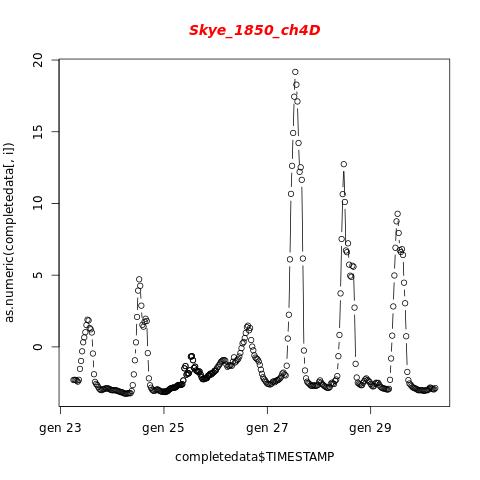 Skye_1850_ch4D
as.numeric(completedata[, i])
20
15
10
5
0
gen 23
gen 25
gen 27
gen 29
completedata$TIMESTAMP